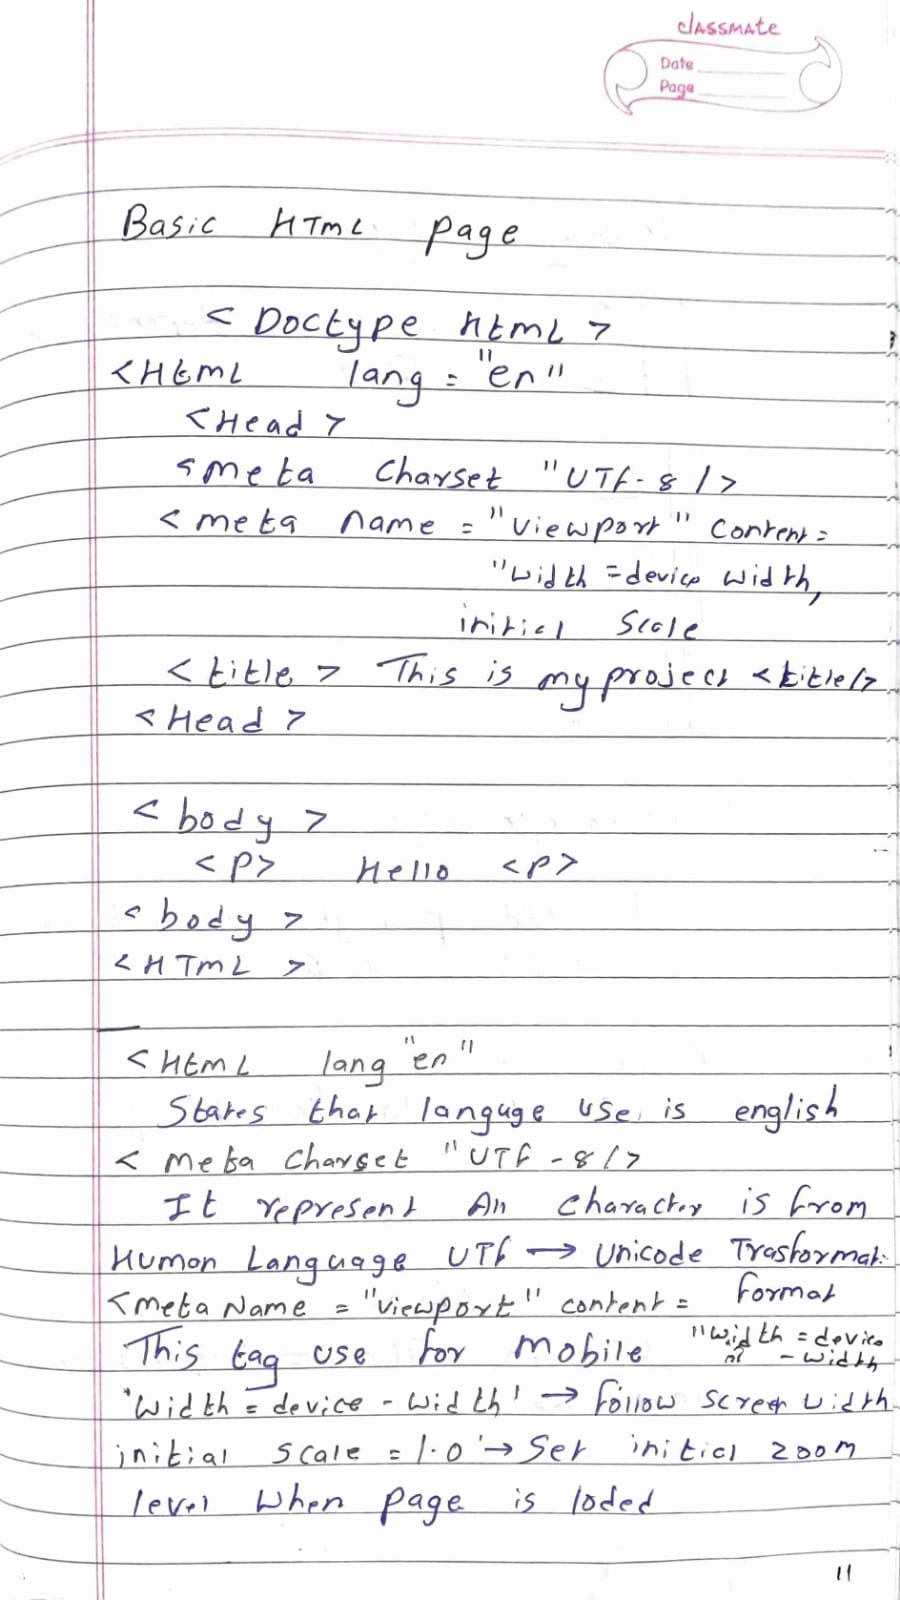 classmate
Date
Page
Basic HTML page
< Doctype html >
<Html lang = "en"
<Head >
<meta charset "UTf-8 />
< meta name = "viewport" content =
"width =device width,
initial scale
< title > This is my project <title/>
< Head >
< body >
<P> Hello <P>
< body >
<HTML >
<Html lang "en"
States that languge use is english
< meta charset "UTf -8 />
It represent An character is from
Human Language UTf → Unicode Trasformat.
format
<meta Name = "viewport" content =
"width = device
- width
This tag use for mobile
'width = device - width' → follow screen width
initial scale = 1.0' → Set initial zoom
level when page is loded
11